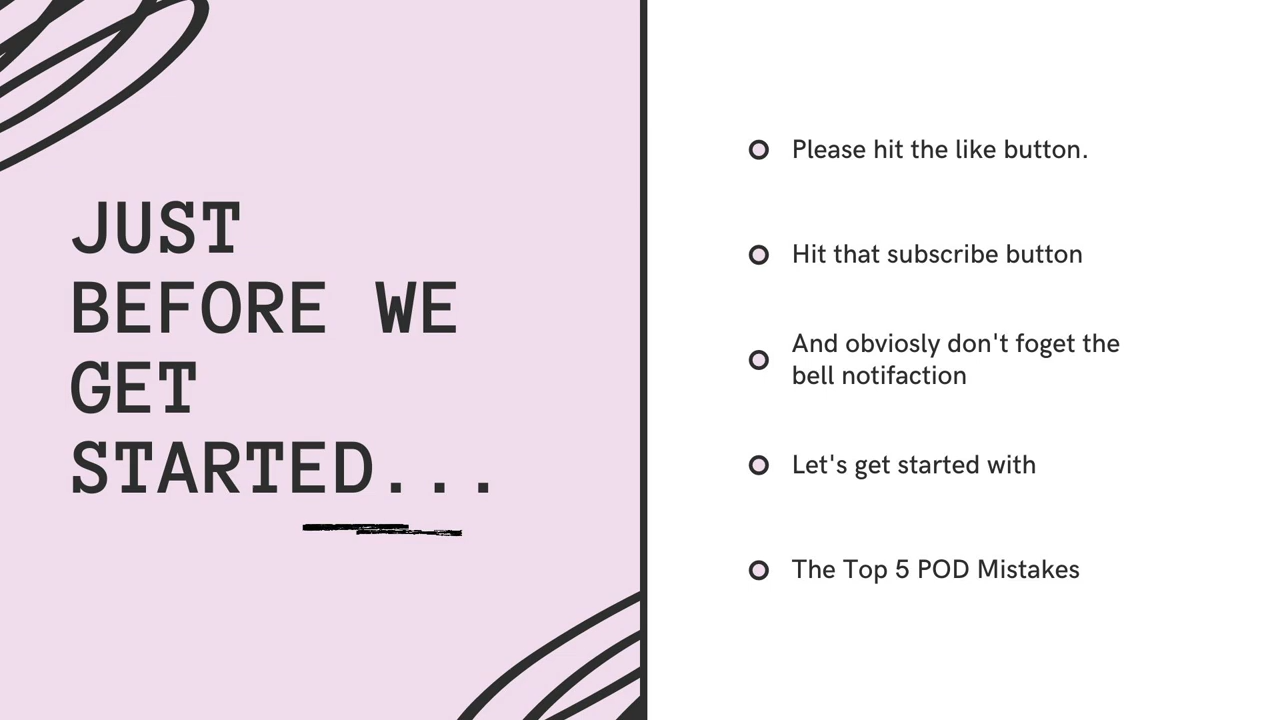 JUST
BEFORE WE
GET
STARTED...
Please hit the like button.
Hit that subscribe button
And obviosly don't foget the
bell notifaction
Let's get started with
The Top 5 POD Mistakes